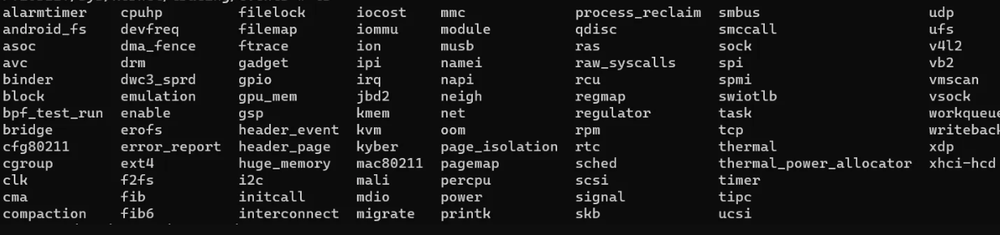 alarmtimer cpuhp filelock iocost mmc process_reclaim smbus udp
android_fs devfreq filemap iommu module qdisc smccall ufs
asoc dma_fence ftrace ion musb ras sock v4l2
avc drm gadget ipi namei raw_syscalls spi vb2
binder dwc3_sprd gpio irq napi rcu spmi vmscan
block emulation gpu_mem jbd2 neigh regmap swiotlb vsock
bpf_test_run enable gsp kmem net regulator task workqueue
bridge erofs header_event kvm oom rpm tcp writeback
cfg80211 error_report header_page kyber page_isolation rtc thermal xdp
cgroup ext4 huge_memory mac80211 pagemap sched thermal_power_allocator xhci-hcd
clk f2fs i2c mali percpu scsi timer
cma fib initcall mdio power signal tipc
compaction fib6 interconnect migrate printk skb ucsi